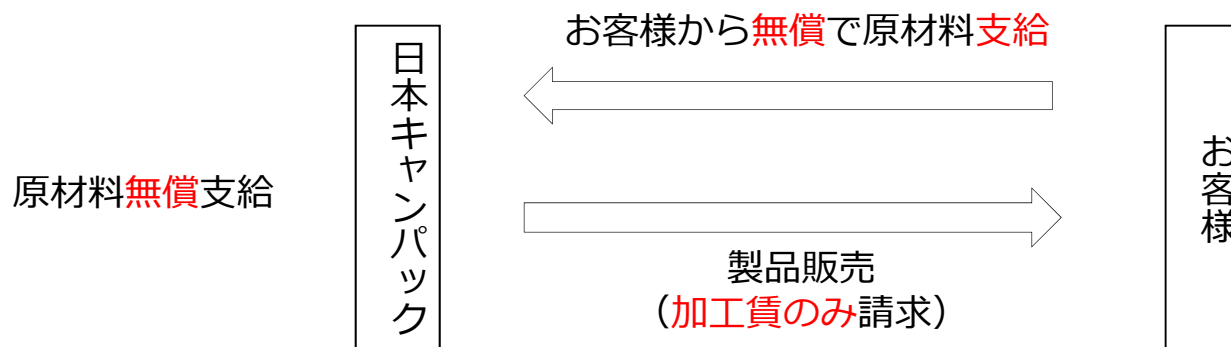 お客様から無償で原材料支給
日本キャンパック
原材料無償支給
お客様
製品販売
（加工賃のみ請求）